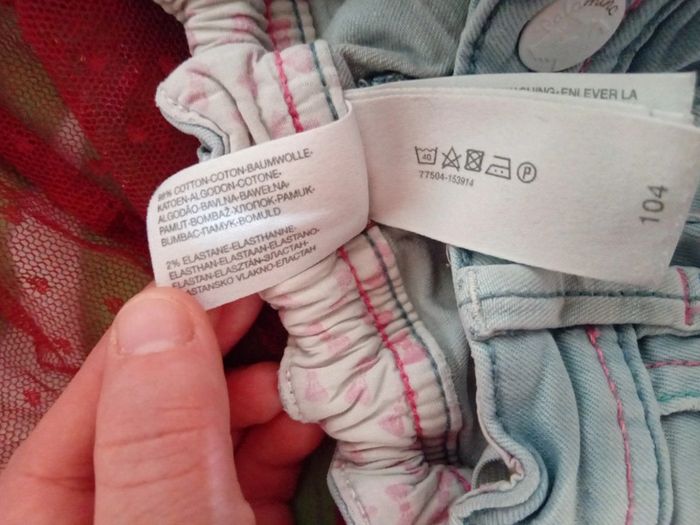 98% COTTON·COTON·BAUMWOLLE·
KATOEN·ALGODON·COTONE·
ALGODÃO·BAVLNA·BAWEŁNA·
PAMUT·BOMBAŽ·ХЛОПОК·PAMUK·
BUMBAC·ПАМУК·BOMULD
2% ELASTANE·ELASTHANNE·
ELASTHAN·ELASTAAN·ELASTANO·
ELASTAN·ELASZTÁN·ЭЛАСТАН·
ELASTANSKO VLAKNO·ЕЛАСТАН
ENLEVER LA
40
P
77504-153914
104